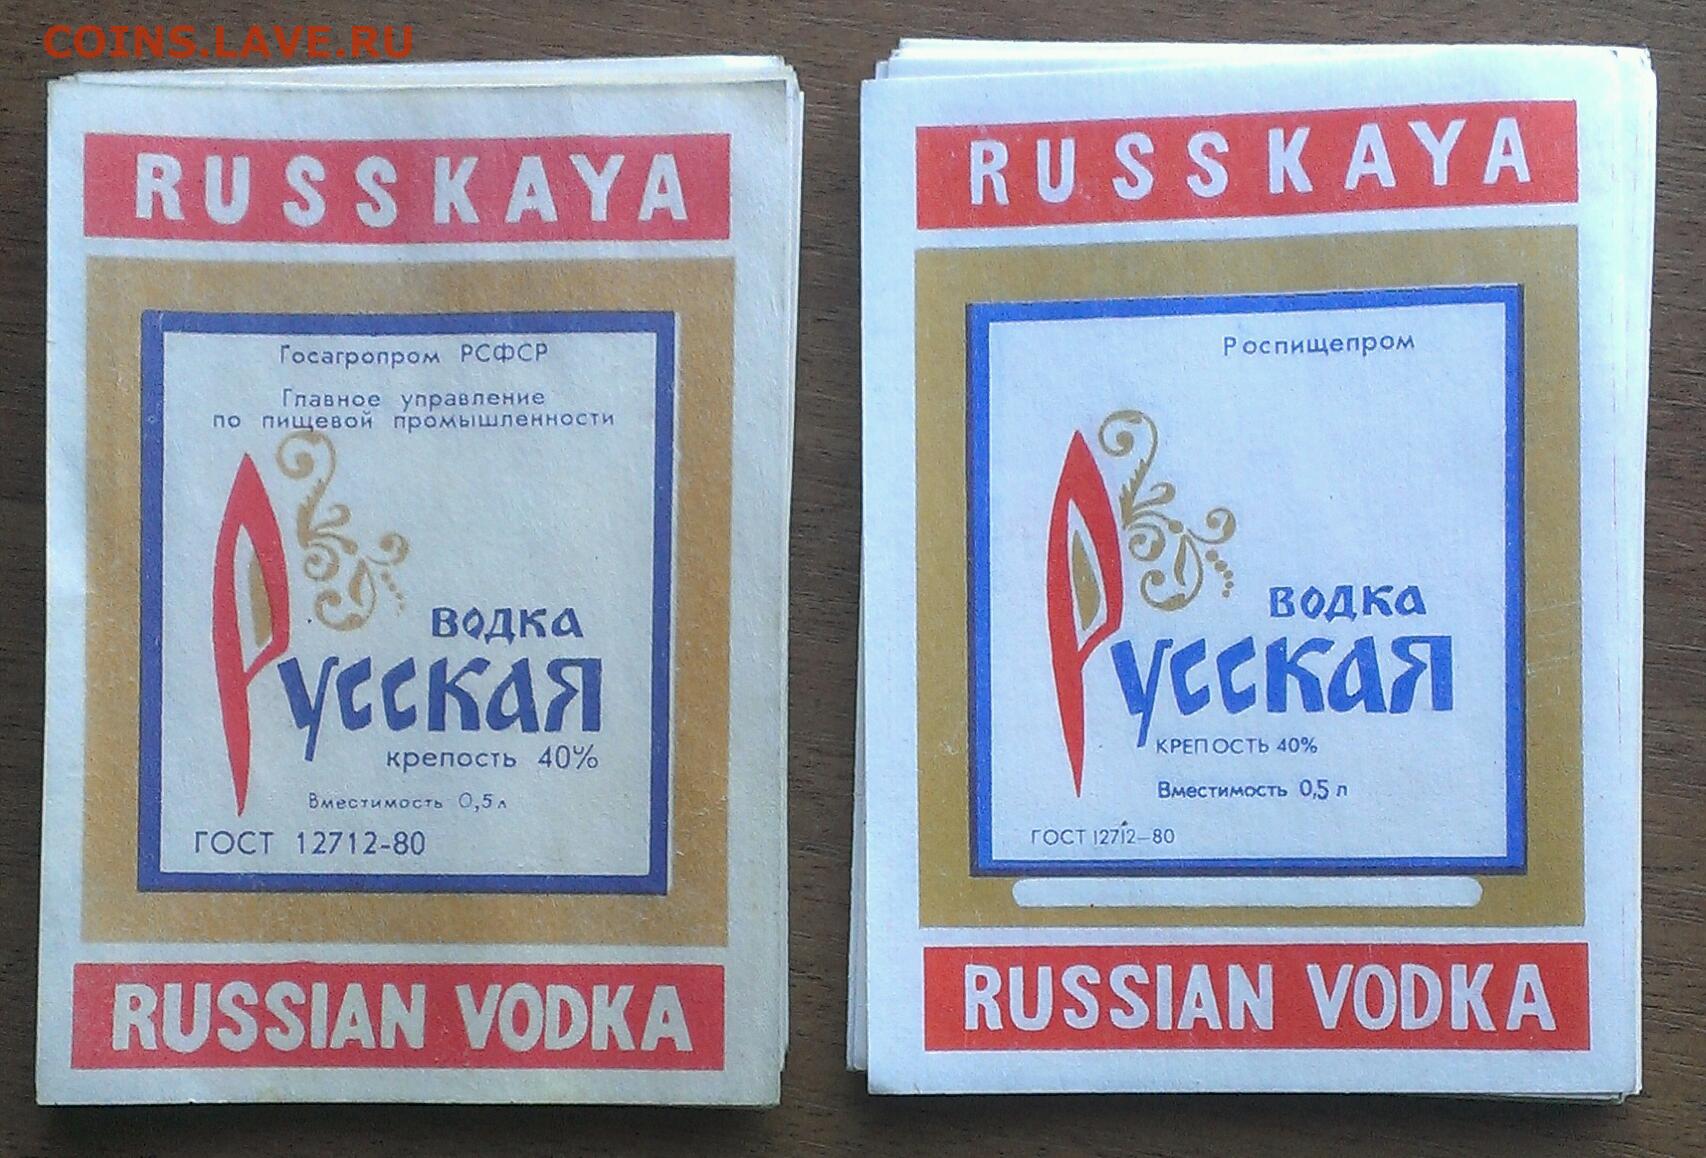 COINS.LAVE.RU
RUSSKAYA
Госагропром РСФСР
Главное управление
по пищевой промышленности
водка
Русская
крепость 40%
Вместимость 0,5 л
ГОСТ 12712-80
RUSSIAN VODKA
RUSSKAYA
Роспищепром
водка
Русская
КРЕПОСТЬ 40%
Вместимость 0,5 л
ГОСТ 12712—80
RUSSIAN VODKA